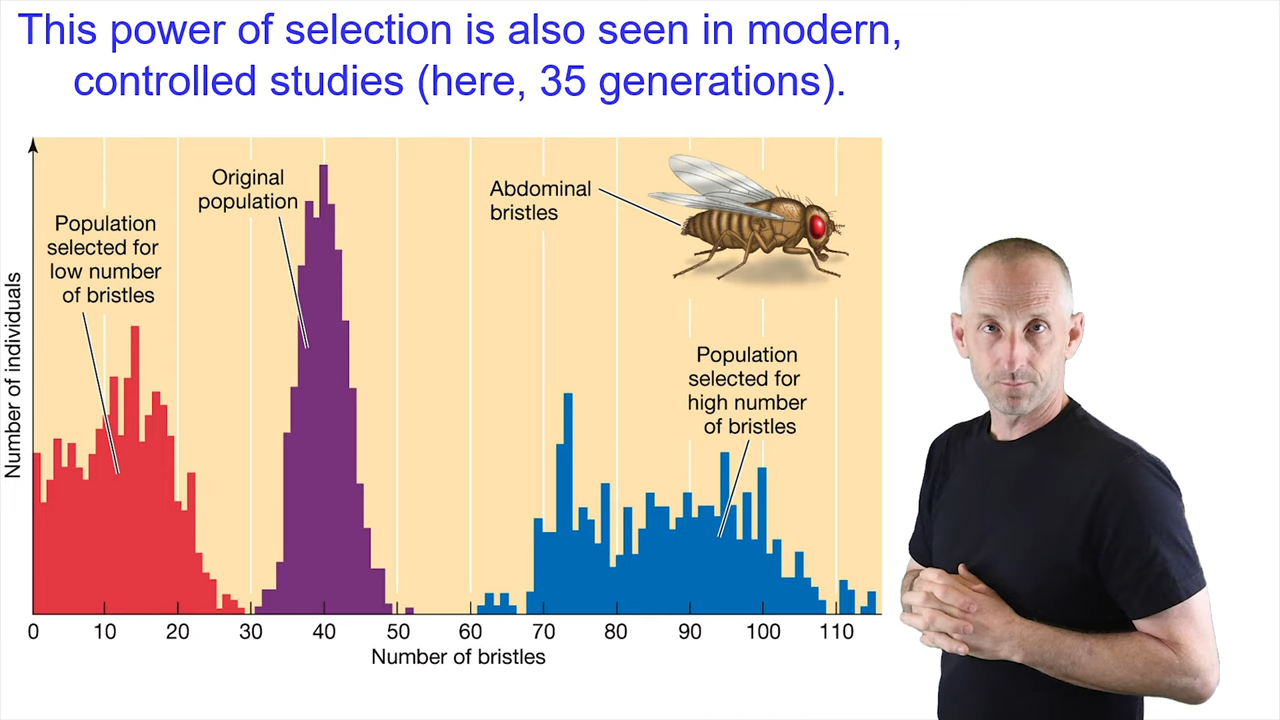 This power of selection is also seen in modern,
controlled studies (here, 35 generations).
Original
population
Population
selected for
low number
of bristles
Abdominal
bristles
Population
selected for
high number
of bristles
Number of individuals
0 10 20 30 40 50 60 70 80 90 100 110
Number of bristles